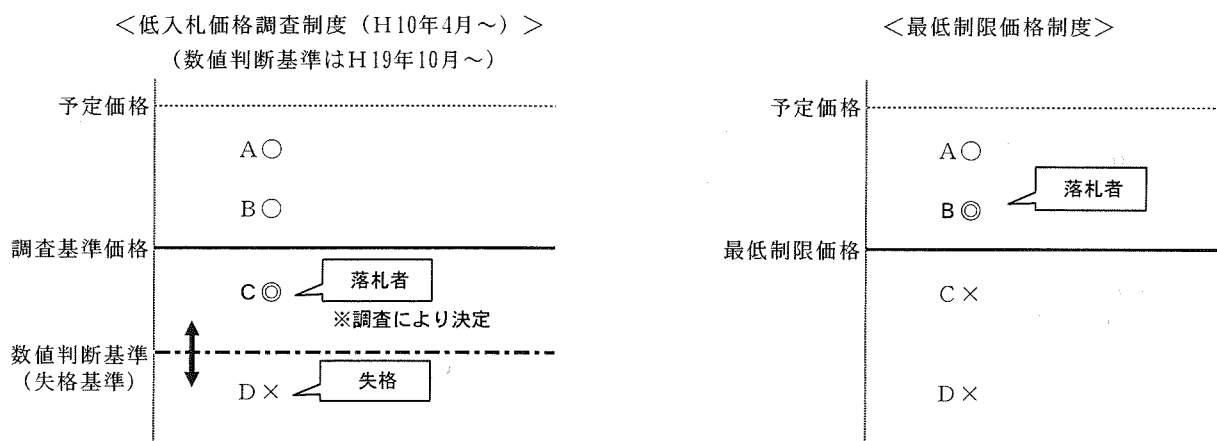 ＜低入札価格調査制度（Ｈ10年4月～）＞
（数値判断基準はＨ19年10月～）
予定価格
A○
B○
調査基準価格
C◎
落札者
※調査により決定
数値判断基準
（失格基準）
D×
失格
＜最低制限価格制度＞
予定価格
A○
B◎
落札者
最低制限価格
C×
D×